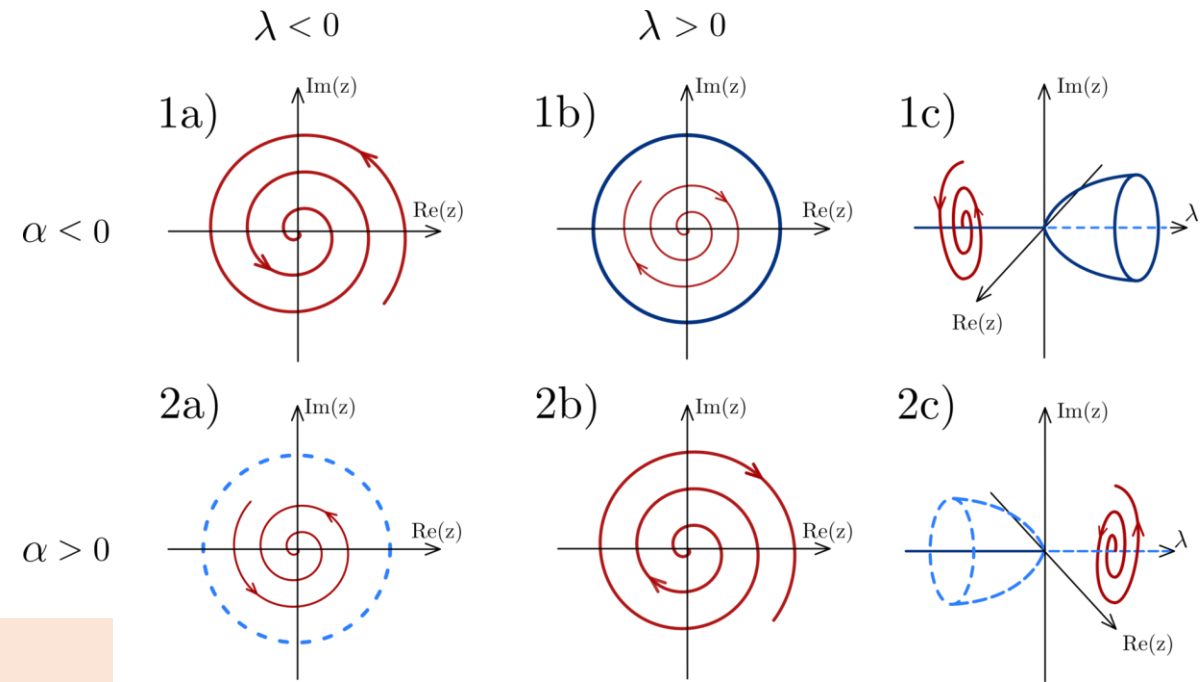 λ < 0
λ > 0
α < 0
1a)
Im(z)
Re(z)
1b)
Im(z)
Re(z)
1c)
Im(z)
λ
Re(z)
α > 0
2a)
Im(z)
Re(z)
2b)
Im(z)
Re(z)
2c)
Im(z)
λ
Re(z)